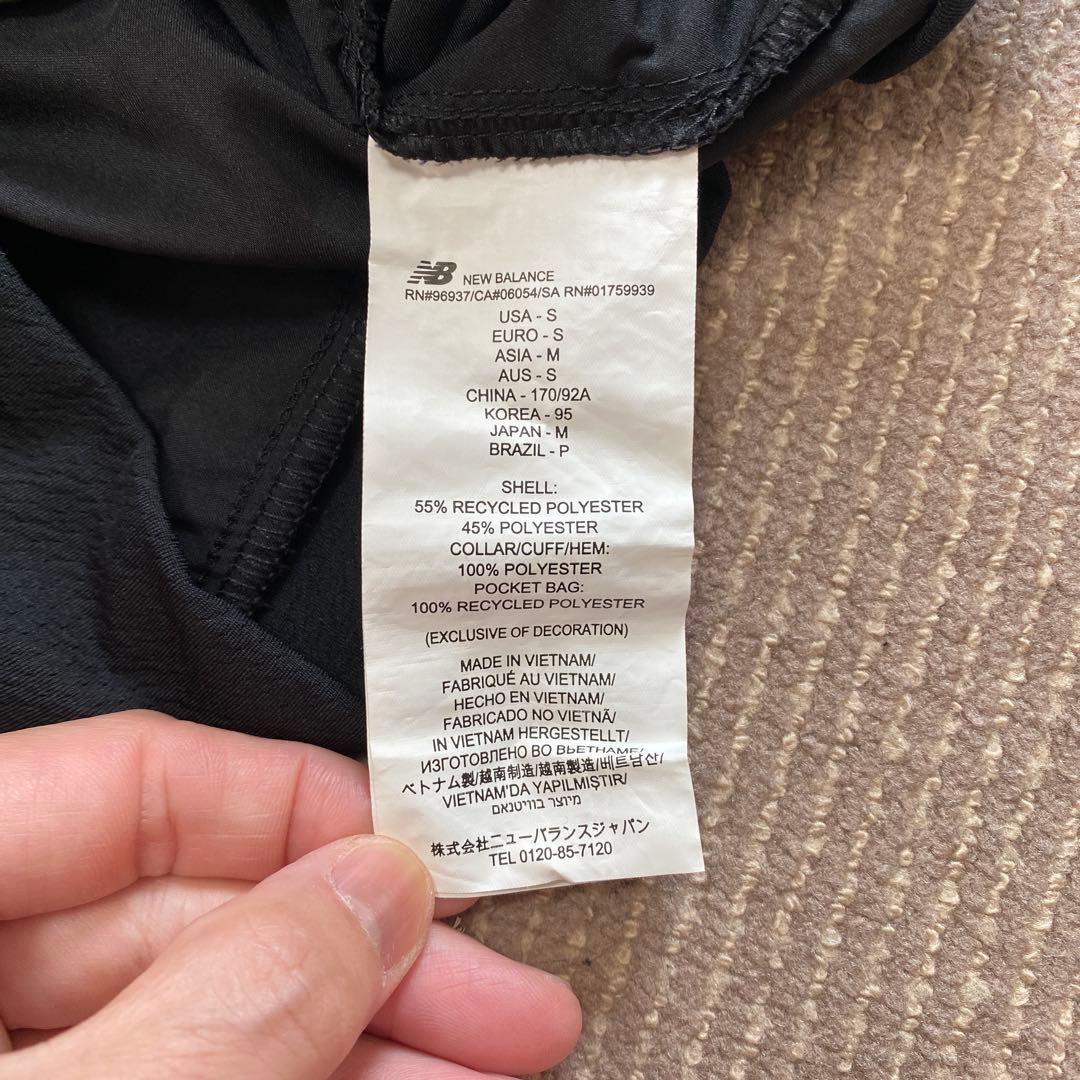 NB NEW BALANCE
RN#96937/CA#06054/SA RN#01759939
USA - S
EURO - S
ASIA - M
AUS - S
CHINA - 170/92A
KOREA - 95
JAPAN - M
BRAZIL - P
SHELL:
55% RECYCLED POLYESTER
45% POLYESTER
COLLAR/CUFF/HEM:
100% POLYESTER
POCKET BAG:
100% RECYCLED POLYESTER
(EXCLUSIVE OF DECORATION)
MADE IN VIETNAM/
FABRIQUÉ AU VIETNAM/
HECHO EN VIETNAM/
FABRICADO NO VIETNÃ/
IN VIETNAM HERGESTELLT/
ИЗГОТОВЛЕНО ВО ВЬЕТНАМЕ/
ベトナム製/越南制造/越南製造/베트남산/
VIETNAM'DA YAPILMIŞTIR/
מיוצר בוויטנאם
株式会社ニューバランスジャパン
TEL 0120-85-7120